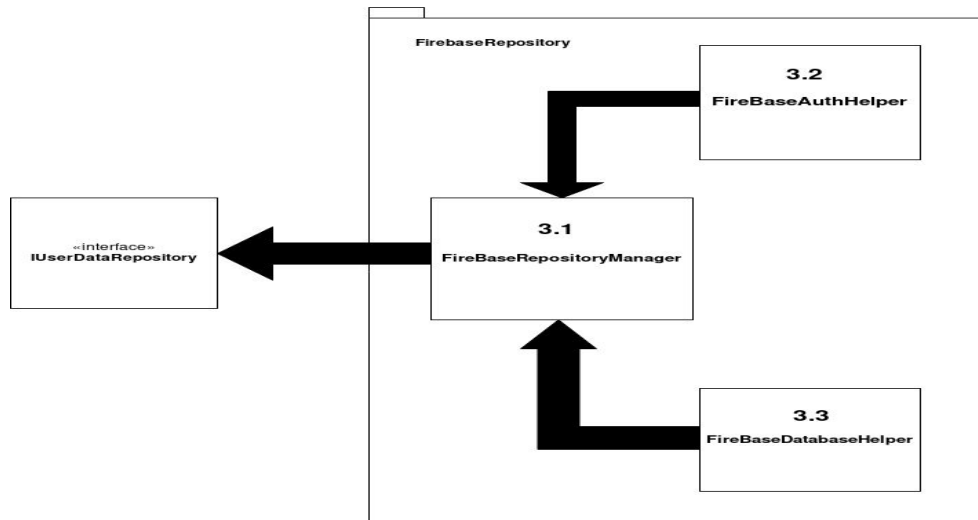 FirebaseRepository
3.2
FireBaseAuthHelper
«interface»
IUserDataRepository
3.1
FireBaseRepositoryManager
3.3
FireBaseDatabaseHelper